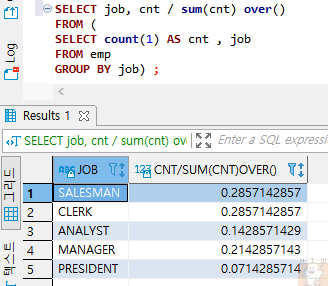 SELECT job, cnt / sum(cnt) over()
FROM (
SELECT count(1) AS cnt , job
FROM emp
GROUP BY job) ;
Log
Results 1
SELECT job, cnt / sum(cnt) ov
Enter a SQL expression
그리드
텍스트
ABC JOB
123 CNT/SUM(CNT)OVER()
1 SALESMAN 0.2857142857
2 CLERK 0.2857142857
3 ANALYST 0.1428571429
4 MANAGER 0.2142857143
5 PRESIDENT 0.0714285714